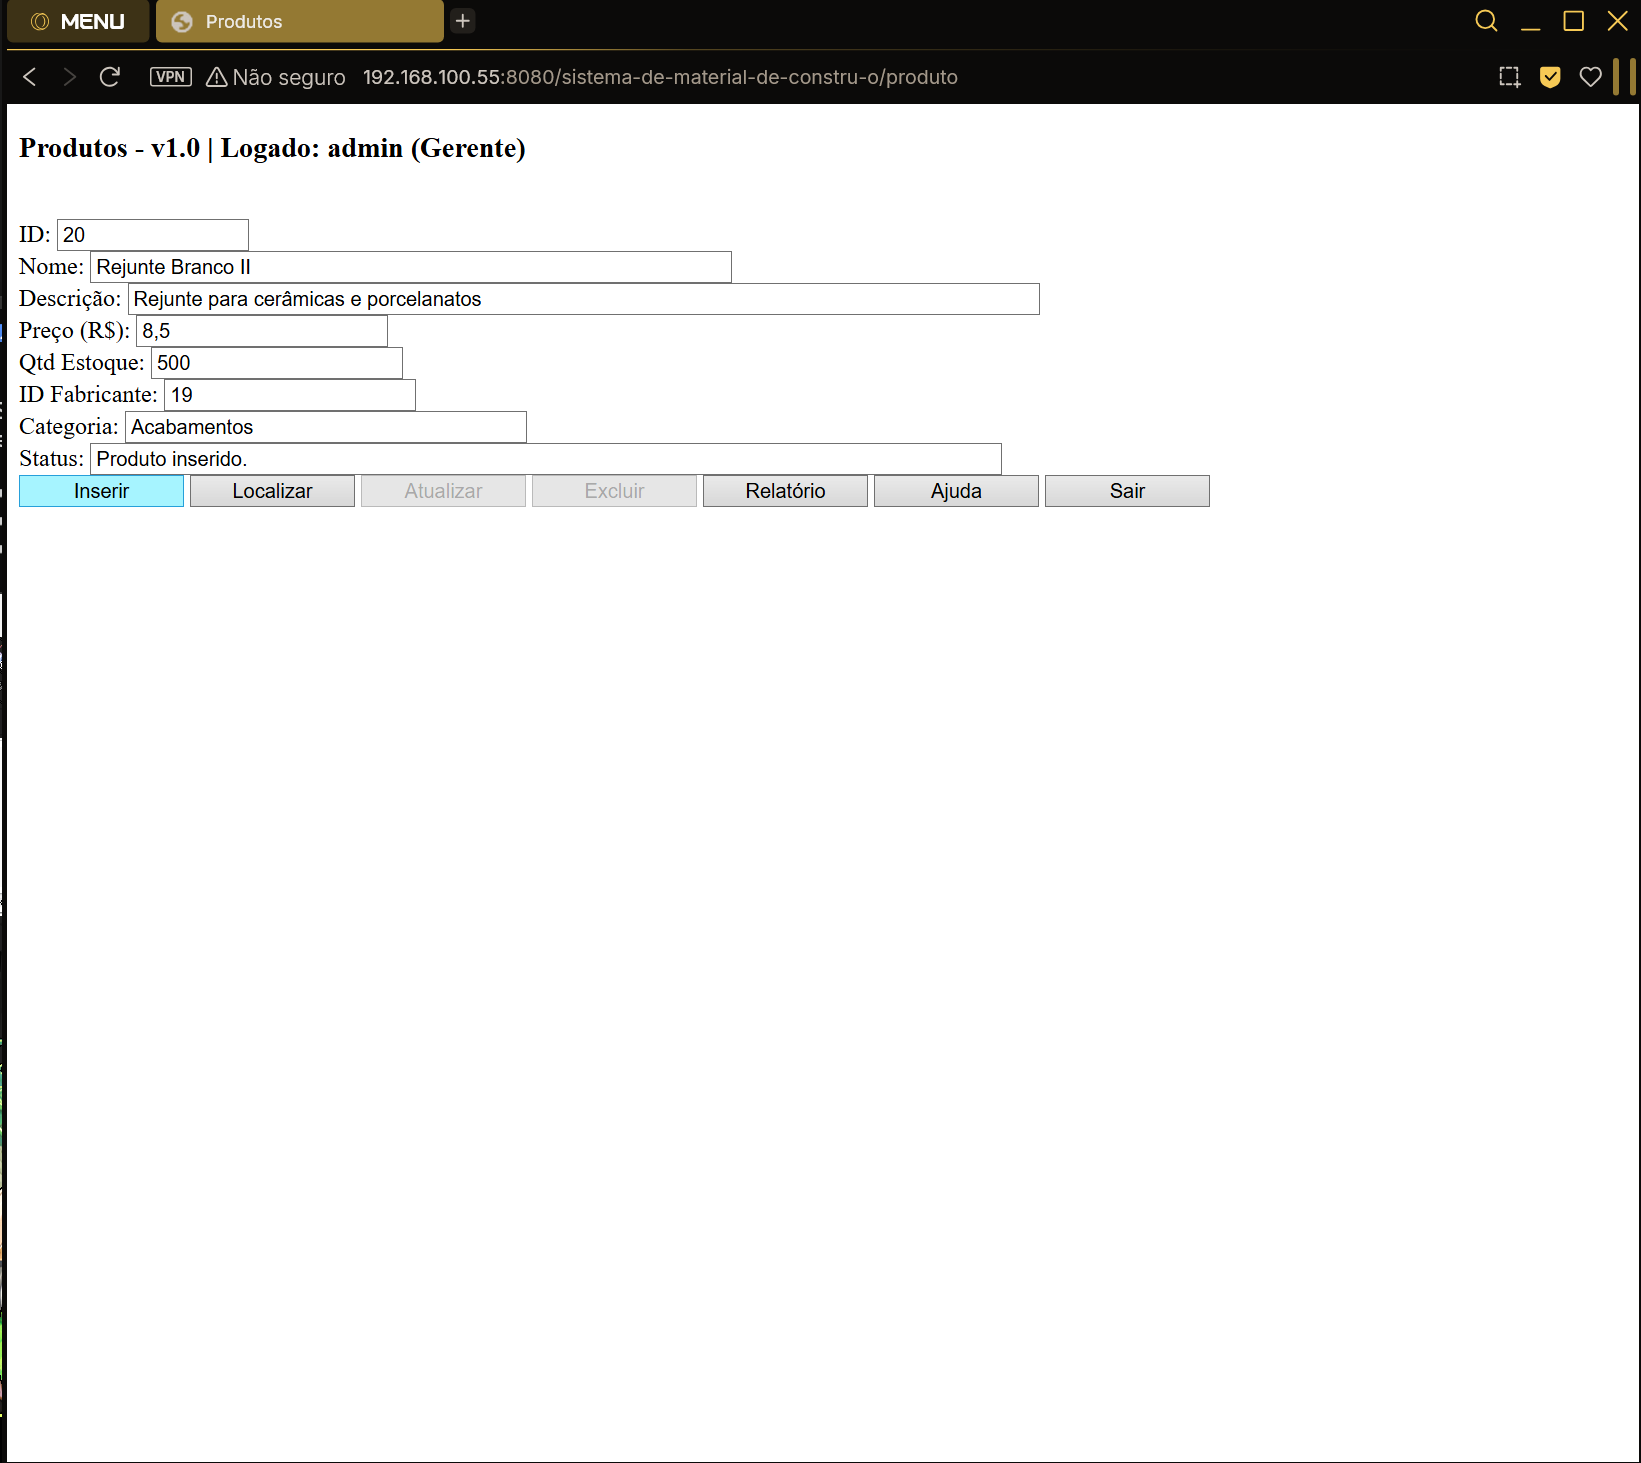 MENU
Produtos
VPN
Não seguro
192.168.100.55:8080/sistema-de-material-de-constru-o/produto
Produtos - v1.0 | Logado: admin (Gerente)
ID: 20
Nome: Rejunte Branco II
Descrição: Rejunte para cerâmicas e porcelanatos
Preço (R$): 8,5
Qtd Estoque: 500
ID Fabricante: 19
Categoria: Acabamentos
Status: Produto inserido.
Inserir Localizar Atualizar Excluir Relatório Ajuda Sair